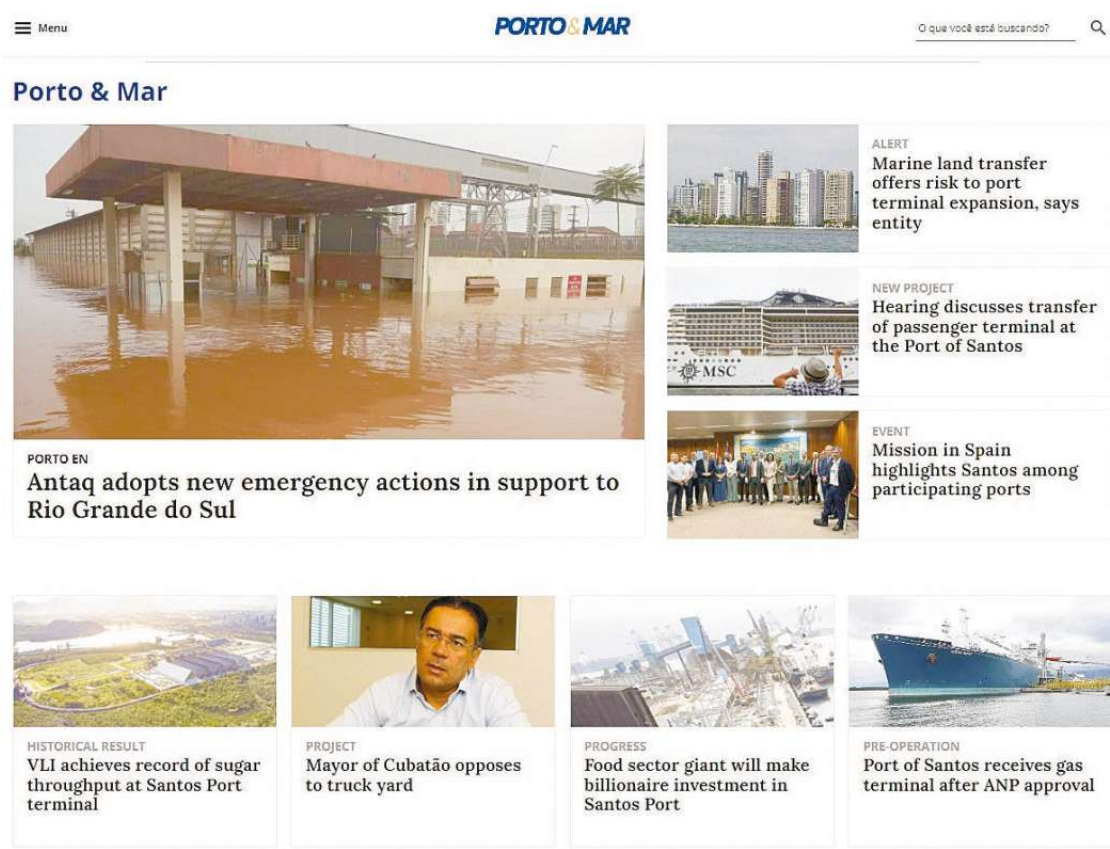 Menu
PORTO & MAR
O que você está buscando?
Porto & Mar
PORTO EN
Antaq adopts new emergency actions in support to
Rio Grande do Sul
ALERT
Marine land transfer
offers risk to port
terminal expansion, says
entity
MSC
NEW PROJECT
Hearing discusses transfer
of passenger terminal at
the Port of Santos
EVENT
Mission in Spain
highlights Santos among
participating ports
HISTORICAL RESULT
VLI achieves record of sugar
throughput at Santos Port
terminal
PROJECT
Mayor of Cubatão opposes
to truck yard
PROGRESS
Food sector giant will make
billionaire investment in
Santos Port
PRE-OPERATION
Port of Santos receives gas
terminal after ANP approval